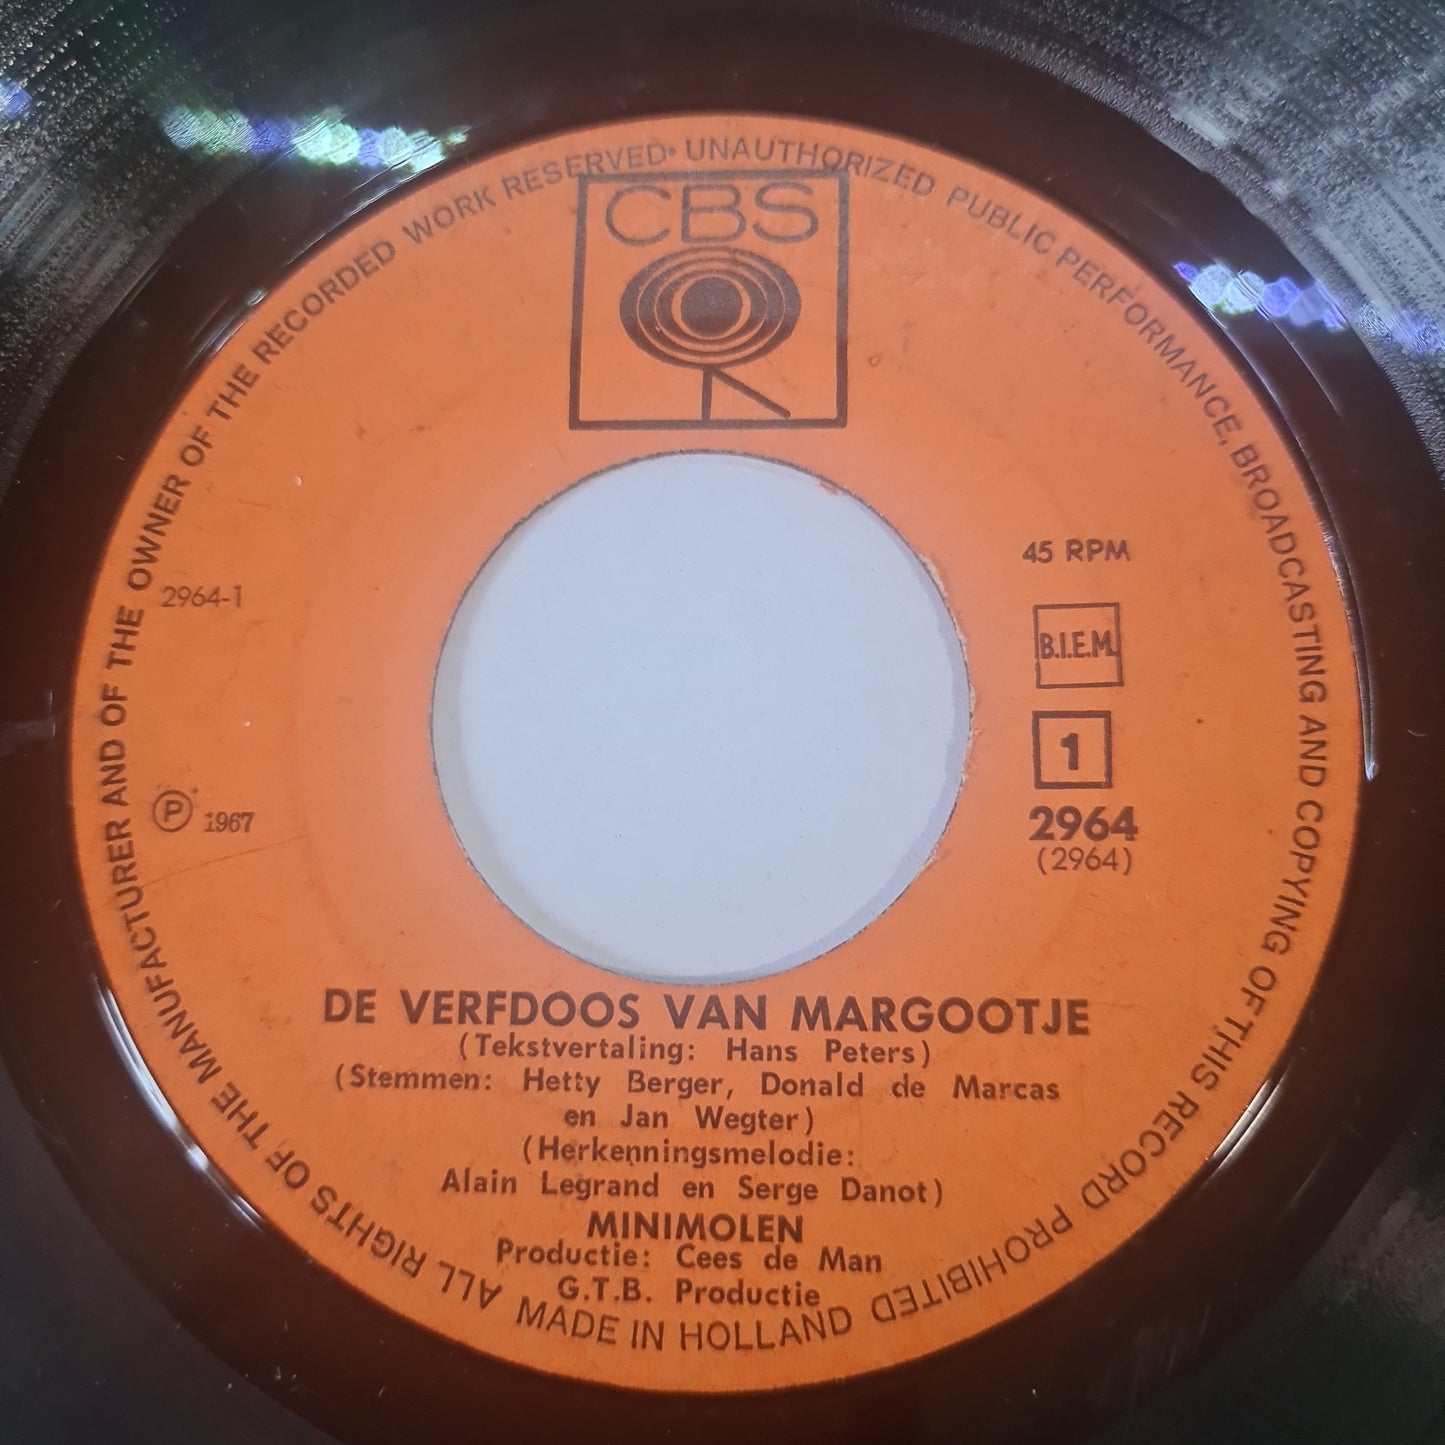 ALL RIGHTS OF THE MANUFACTURER AND OF THE OWNER OF THE RECORDED WORK RESERVED• UNAUTHORIZED PUBLIC PERFORMANCE, BROADCASTING AND COPYING OF THIS RECORD PROHIBITED
CBS
45 RPM
2964-1
B.I.E.M.
1
Ⓟ 1967
2964
(2964)
DE VERFDOOS VAN MARGOOTJE
(Tekstvertaling: Hans Peters)
(Stemmen: Hetty Berger, Donald de Marcas
en Jan Wegter)
(Herkenningsmelodie:
Alain Legrand en Serge Danot)
MINIMOLEN
Productie: Cees de Man
G.T.B. Productie
MADE IN HOLLAND